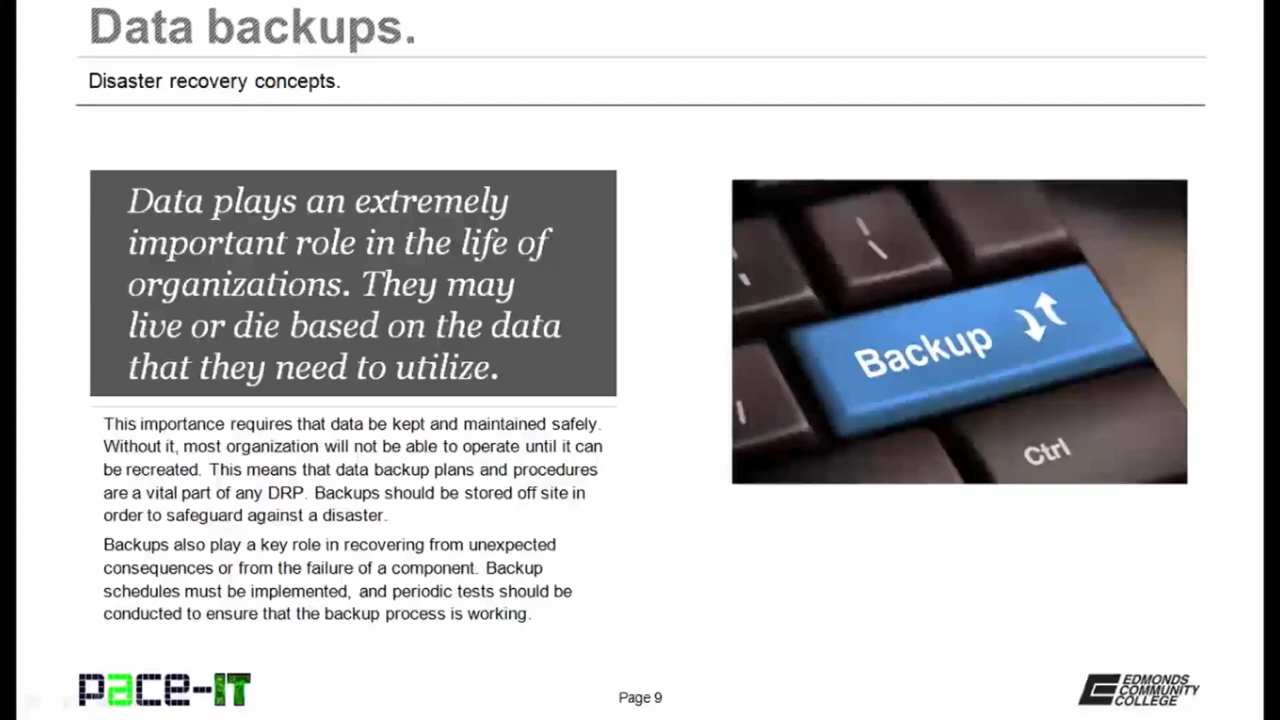 Data backups.
Disaster recovery concepts.
Data plays an extremely
important role in the life of
organizations. They may
live or die based on the data
that they need to utilize.
This importance requires that data be kept and maintained safely.
Without it, most organization will not be able to operate until it can
be recreated. This means that data backup plans and procedures
are a vital part of any DRP. Backups should be stored off site in
order to safeguard against a disaster.
Backups also play a key role in recovering from unexpected
consequences or from the failure of a component. Backup
schedules must be implemented, and periodic tests should be
conducted to ensure that the backup process is working.
Backup
Ctrl
pace-IT
Page 9
EDMONDS
COMMUNITY
COLLEGE